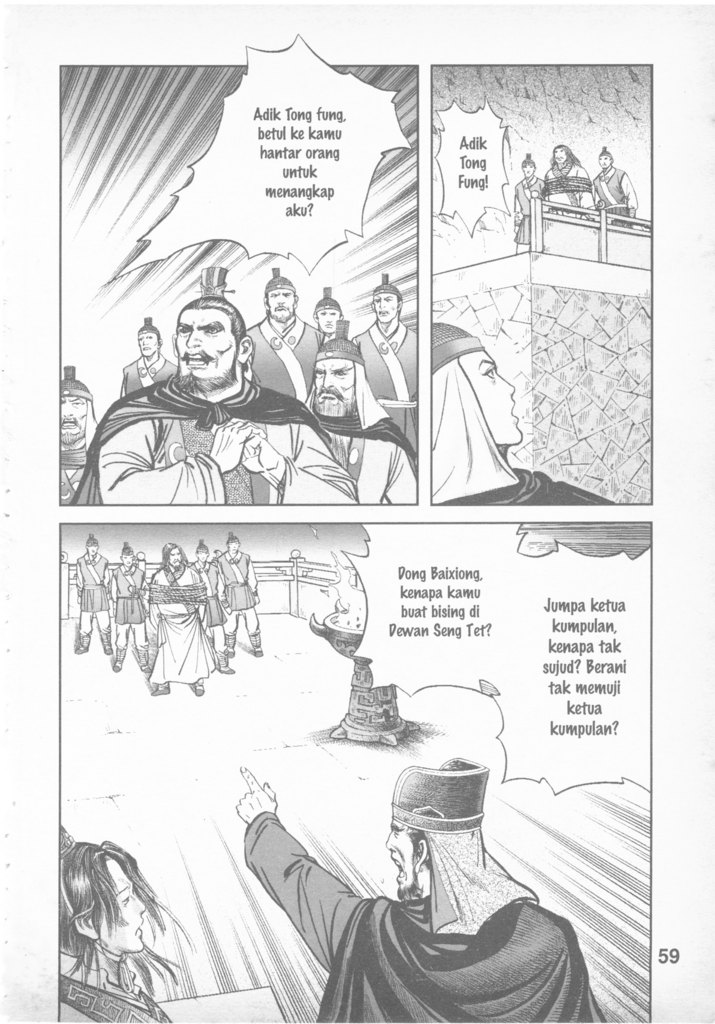 Adik Tong fung,
betul ke kamu
hantar orang
untuk
menangkap
aku?
Adik
Tong
Fung!
Dong Baixiong,
kenapa kamu
buat bising di
Dewan Seng Tet?
Jumpa ketua
kumpulan,
kenapa tak
sujud? Berani
tak memuji
ketua
kumpulan?
59